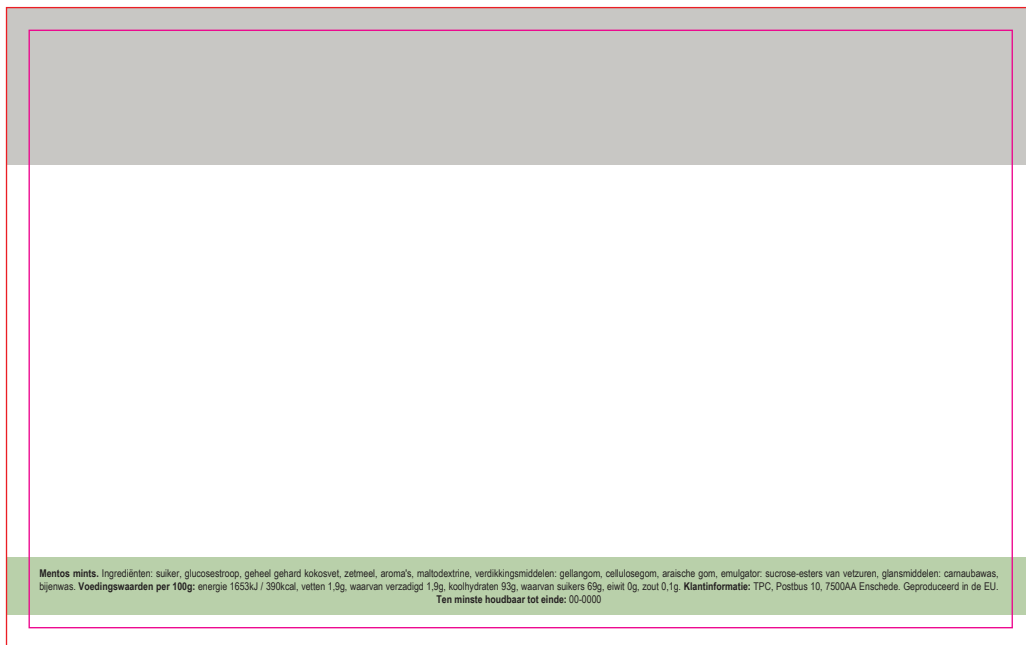 Mentos mints. Ingrediënten: suiker, glucosestroop, geheel gehard kokosvet, zetmeel, aroma's, maltodextrine, verdikkingsmiddelen: gellangom, cellulosegom, araische gom, emulgator: sucrose-esters van vetzuren, glansmiddelen: carnaubawas,
bijenwas. Voedingswaarden per 100g: energie 1653kJ / 390kcal, vetten 1,9g, waarvan verzadigd 1,9g, koolhydraten 93g, waarvan suikers 69g, eiwit 0g, zout 0,1g. Klantinformatie: TPC, Postbus 10, 7500AA Enschede. Geproduceerd in de EU.
Ten minste houdbaar tot einde: 00-0000